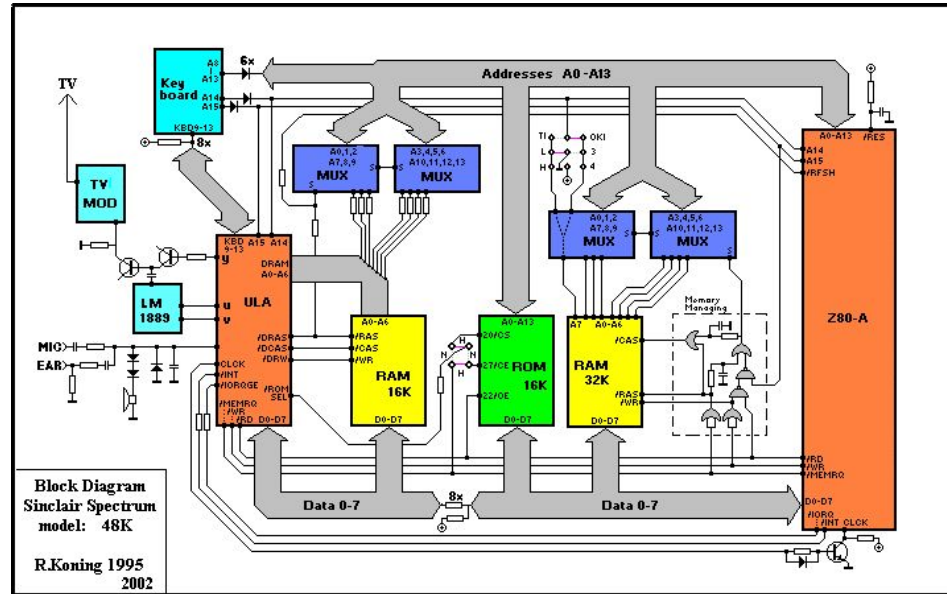 TV
Key
board
A8
A13
A14
A15
KBD9-13
6x
8x
Addresses A0-A13
TV
MOD
LM
1889
MIC
EAR
KBD
9-13
A15 A14
y
u
v
DRAM
A0-A6
ULA
/DRAS
/DCAS
/DRW
CLCK
/INT
/IORQGE
/ROM
SEL
/MEMRQ
/WR
/RD D0-D7
A0,1,2
A7,8,9
S
MUX
A3,4,5,6
A10,11,12,13
MUX
A0-A6
/RAS
/CAS
/WR
RAM
16K
D0-D7
H
N
N
H
A0-A13
20/CS
27/CE
22/OE
ROM
16K
D0-D7
TI
OKI
L
3
H
4
A0,1,2
A7,8,9
MUX
S
S
A3,4,5,6
A10,11,12,13
MUX
S
A7 A0-A6
/CAS
RAM
32K
/RAS
/WR
D0-D7
Memory
Managing
A0-A13
/RES
A14
A15
/RFSH
Z80-A
/RD
/WR
/MEMRQ
D0-D7
/IORQ
/INT CLCK
Data 0-7
8x
Data 0-7
Block Diagram
Sinclair Spectrum
model: 48K
R.Koning 1995
2002